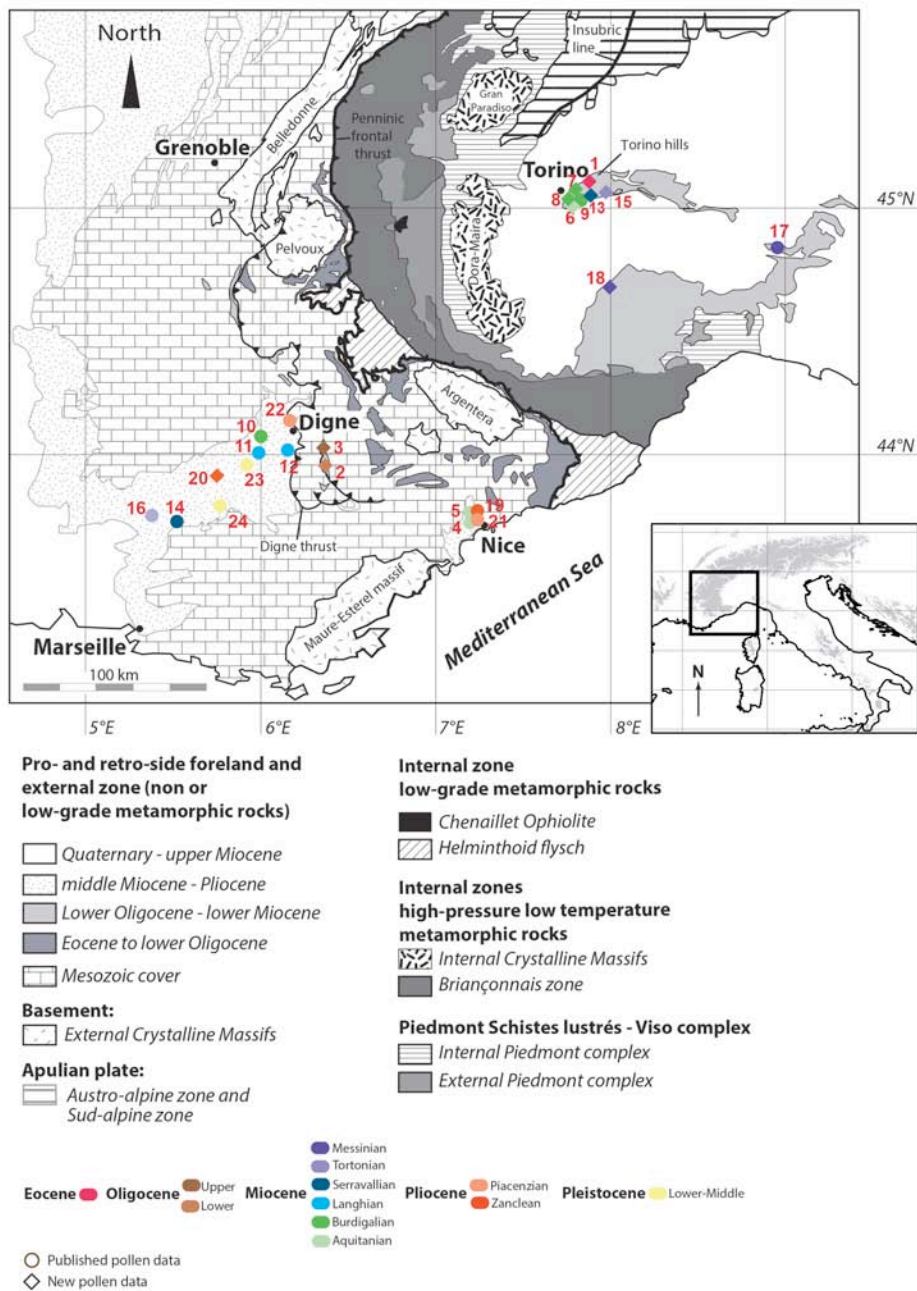 North
Insubric
line
Gran
Paradiso
Belledonne
Penninic
frontal
thrust
Torino hills
Grenoble
Torino
1
7
8
6
9
13
15
45°N
17
Pelvoux
Dora-Maira
18
Argentera
22
Digne
10
3
44°N
11
12
2
20
23
16
14
24
5
19
4
21
Digne thrust
Nice
Maure-Esterel massif
Mediterranean Sea
Marseille
100 km
N
5°E
6°E
7°E
8°E
Pro- and retro-side foreland and
external zone (non or
low-grade metamorphic rocks)
Quaternary - upper Miocene
middle Miocene - Pliocene
Lower Oligocene - lower Miocene
Eocene to lower Oligocene
Mesozoic cover
Basement:
External Crystalline Massifs
Apulian plate:
Austro-alpine zone and
Sud-alpine zone
Internal zone
low-grade metamorphic rocks
Chenaillet Ophiolite
Helminthoid flysch
Internal zones
high-pressure low temperature
metamorphic rocks
Internal Crystalline Massifs
Briançonnais zone
Piedmont Schistes lustrés - Viso complex
Internal Piedmont complex
External Piedmont complex
Eocene
Oligocene
Upper
Lower
Miocene
Messinian
Tortonian
Serravallian
Langhian
Burdigalian
Aquitanian
Pliocene
Piacenzian
Zanclean
Pleistocene
Lower-Middle
Published pollen data
New pollen data